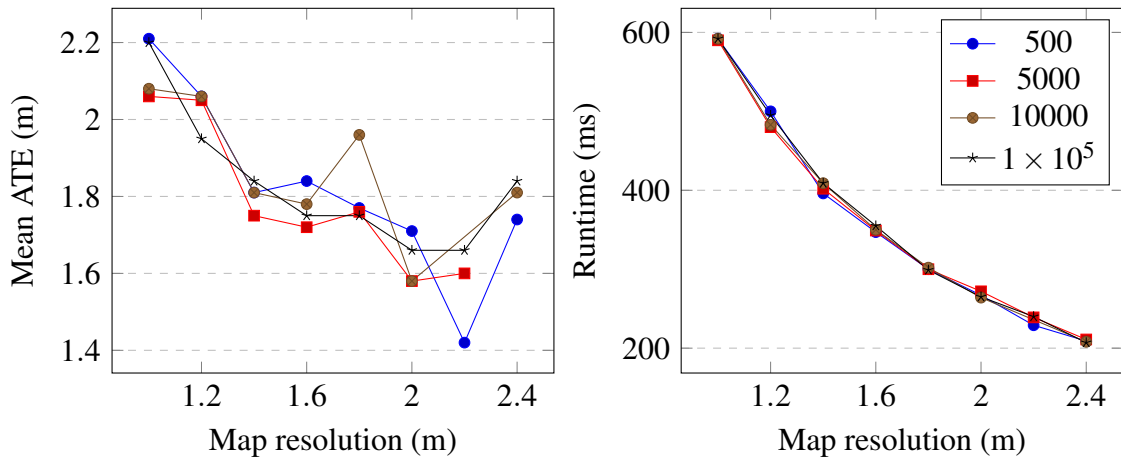 2.2
2
1.8
1.6
1.4
1.2 1.6 2 2.4
Mean ATE (m)
Map resolution (m)
600
400
200
1.2 1.6 2 2.4
Runtime (ms)
Map resolution (m)
500
5000
10000
1 × 10⁵